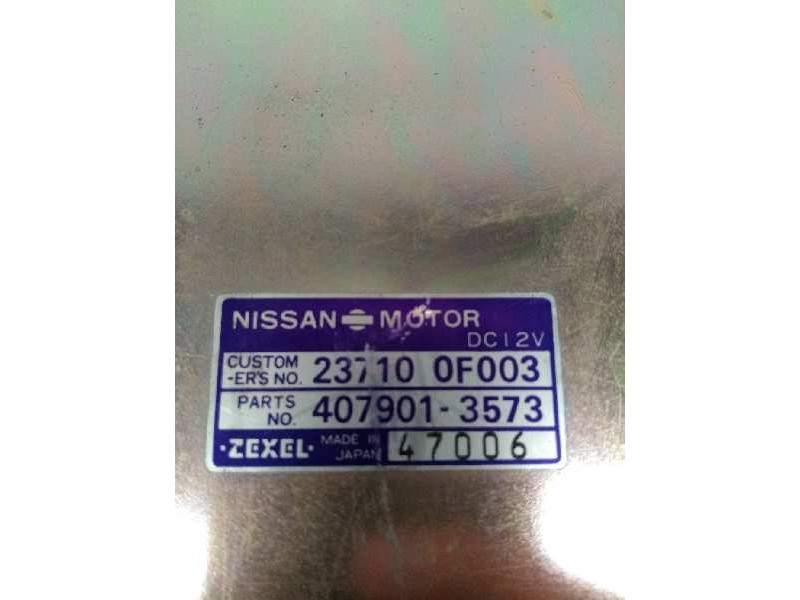 NISSAN MOTOR
DC12V
CUSTOM
-ER'S NO. 23710 0F003
PARTS
NO. 407901-3573
·ZEXEL· MADE IN
JAPAN 47006